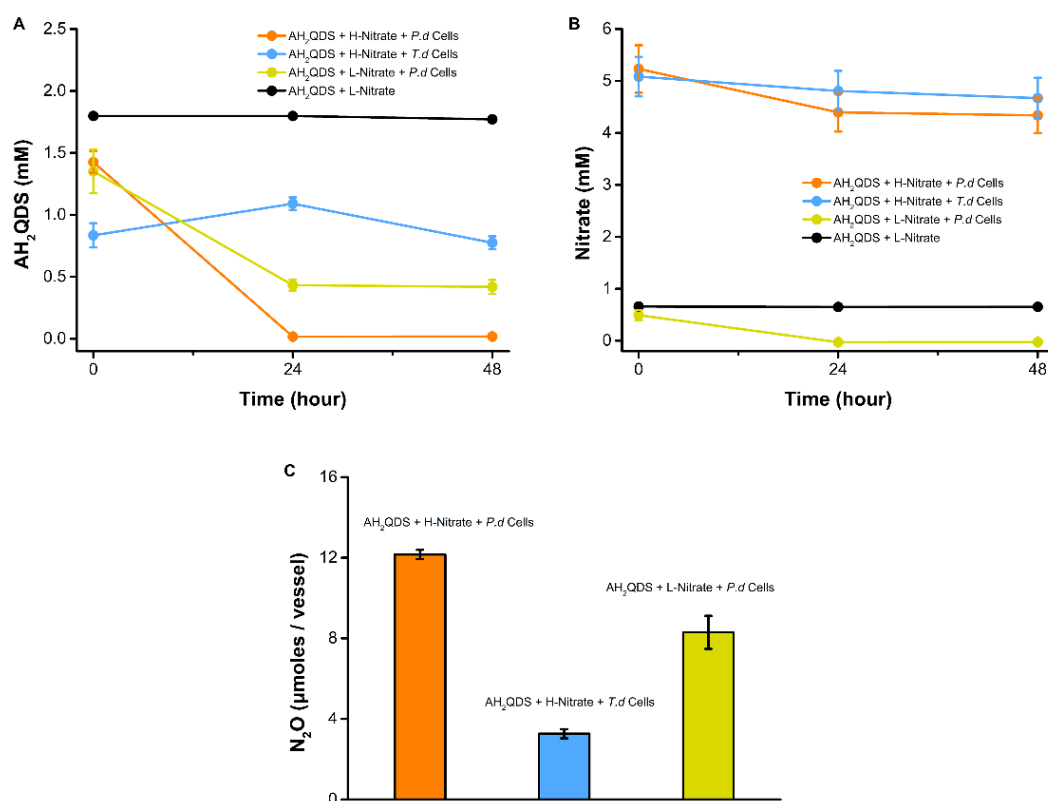 A
2.5
2.0
1.5
1.0
0.5
0.0
AH₂QDS (mM)
AH₂QDS + H-Nitrate + P.d Cells
AH₂QDS + H-Nitrate + T.d Cells
AH₂QDS + L-Nitrate + P.d Cells
AH₂QDS + L-Nitrate
0 24 48
Time (hour)
B
6
5
4
3
2
1
0
Nitrate (mM)
AH₂QDS + H-Nitrate + P.d Cells
AH₂QDS + H-Nitrate + T.d Cells
AH₂QDS + L-Nitrate + P.d Cells
AH₂QDS + L-Nitrate
0 24 48
Time (hour)
C
16
12
8
4
0
N₂O (µmoles / vessel)
AH₂QDS + H-Nitrate + P.d Cells
AH₂QDS + H-Nitrate + T.d Cells
AH₂QDS + L-Nitrate + P.d Cells